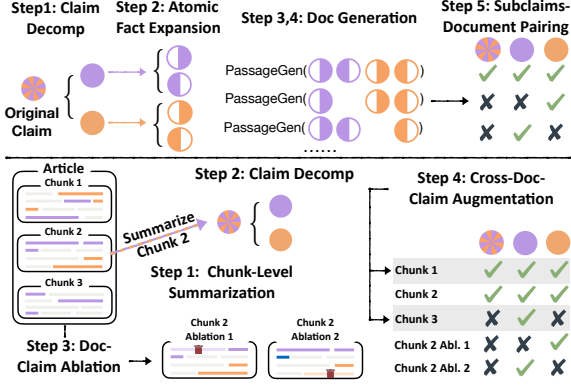 Step1: Claim
Decomp
Step 2: Atomic
Fact Expansion
Step 3,4: Doc Generation
Step 5: Subclaims-
Document Pairing
Original
Claim
PassageGen( )
PassageGen( )
PassageGen( )
......
Article
Chunk 1
Chunk 2
Chunk 3
Summarize
Chunk 2
Step 2: Claim Decomp
Step 1: Chunk-Level
Summarization
Step 3: Doc-
Claim Ablation
Chunk 2
Ablation 1
Chunk 2
Ablation 2
Step 4: Cross-Doc-
Claim Augmentation
Chunk 1
Chunk 2
Chunk 3
Chunk 2 Abl. 1
Chunk 2 Abl. 2